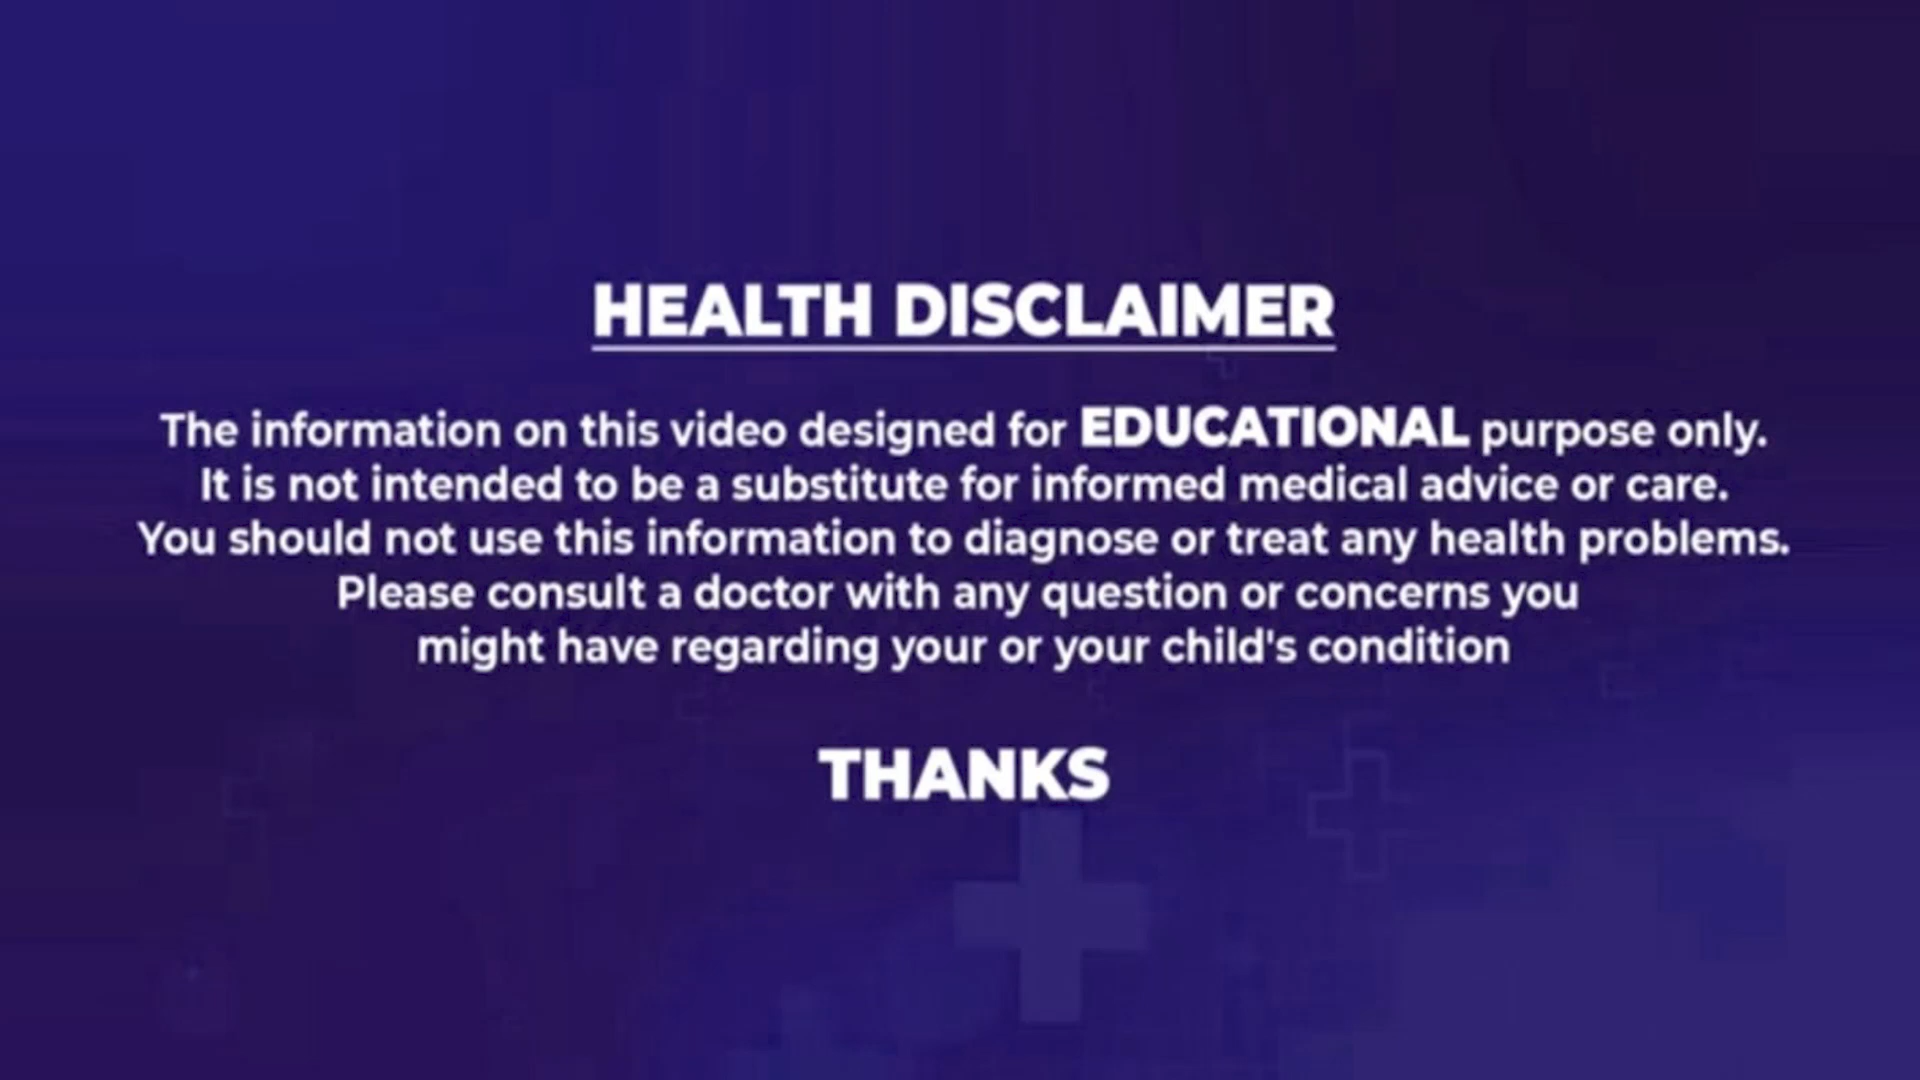 HEALTH DISCLAIMER
The information on this video designed for EDUCATIONAL purpose only.
It is not intended to be a substitute for informed medical advice or care.
You should not use this information to diagnose or treat any health problems.
Please consult a doctor with any question or concerns you
might have regarding your or your child's condition
THANKS